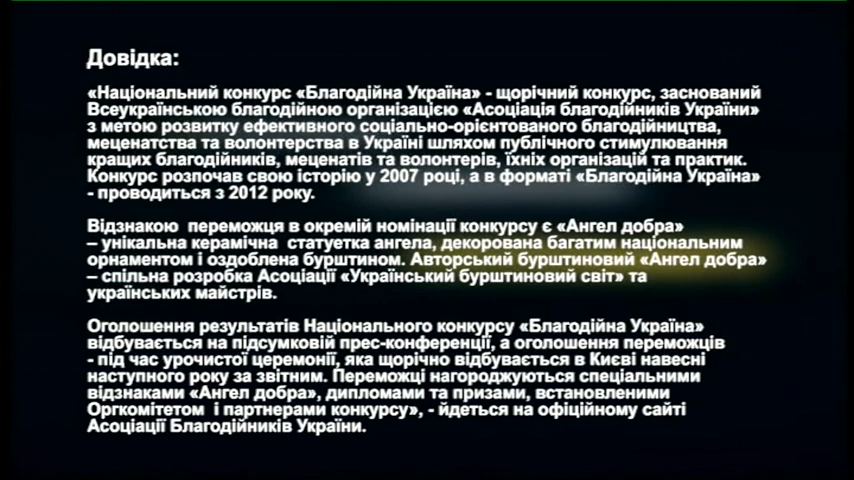 Довідка:
«Національний конкурс «Благодійна Україна» - щорічний конкурс, заснований
Всеукраїнською благодійною організацією «Асоціація благодійників України»
з метою розвитку ефективного соціально-орієнтованого благодійництва,
меценатства та волонтерства в Україні шляхом публічного стимулювання
кращих благодійників, меценатів та волонтерів, їхніх організацій та практик.
Конкурс розпочав свою історію у 2007 році, а в форматі «Благодійна Україна»
- проводиться з 2012 року.
Відзнакою переможця в окремій номінації конкурсу є «Ангел добра»
– унікальна керамічна статуетка ангела, декорована багатим національним
орнаментом і оздоблена бурштином. Авторський бурштиновий «Ангел добра»
– спільна розробка Асоціації «Український бурштиновий світ» та
українських майстрів.
Оголошення результатів Національного конкурсу «Благодійна Україна»
відбувається на підсумковій прес-конференції, а оголошення переможців
- під час урочистої церемонії, яка щорічно відбувається в Києві навесні
наступного року за звітним. Переможці нагороджуються спеціальними
відзнаками «Ангел добра», дипломами та призами, встановленими
Оргкомітетом і партнерами конкурсу», - йдеться на офіційному сайті
Асоціації Благодійників України.